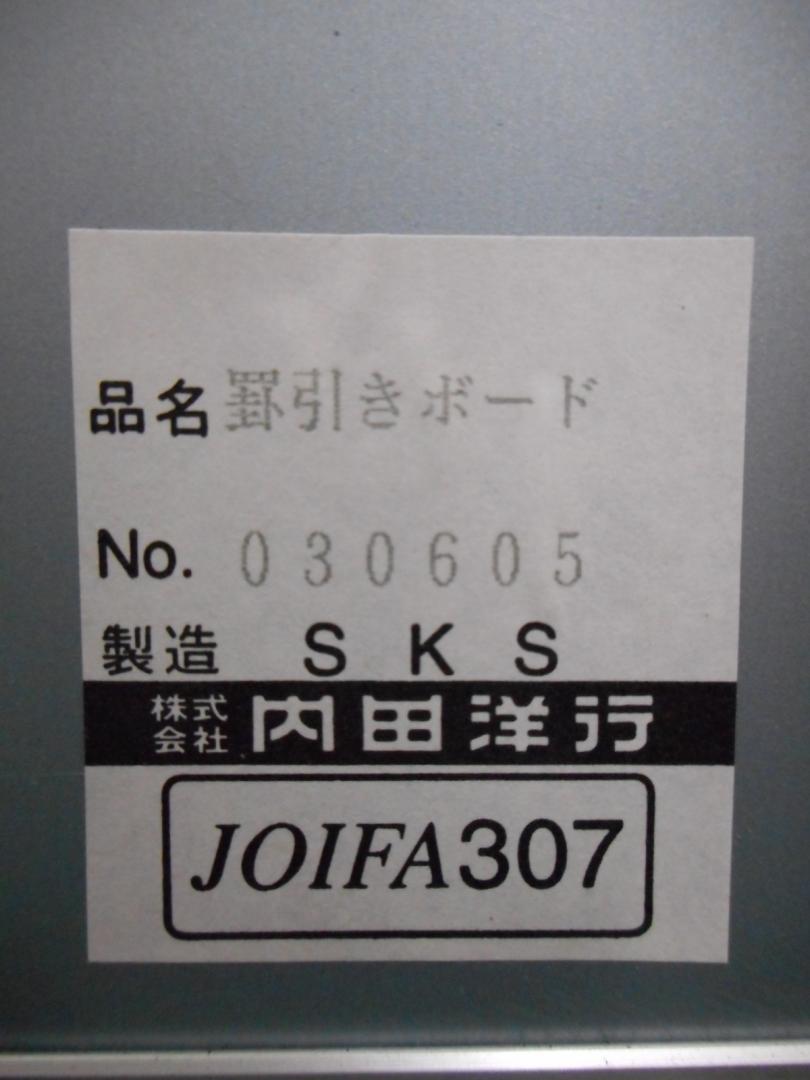 品名 罫引きボード
No. 030605
製造 SKS
株式会社 内田洋行
JOIFA307